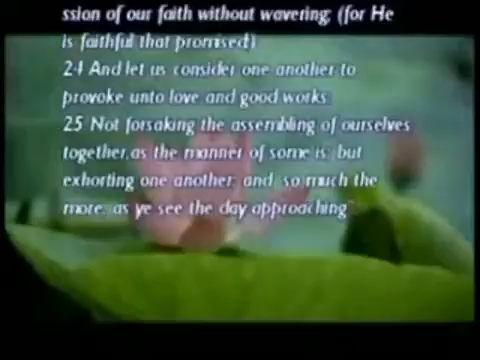 ssion of our faith without wavering; (for He
is faithful that promised;)
24 And let us consider one another to
provoke unto love and good works:
25 Not forsaking the assembling of ourselves
together, as the manner of some is; but
exhorting one another: and so much the
more, as ye see the day approaching"